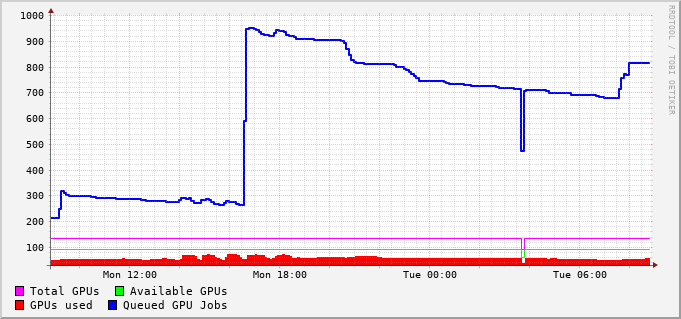 1000
900
800
700
600
500
400
300
200
100
Mon 12:00 Mon 18:00 Tue 00:00 Tue 06:00
Total GPUs Available GPUs
GPUs used Queued GPU Jobs
RRDTOOL / TOBI OETIKER